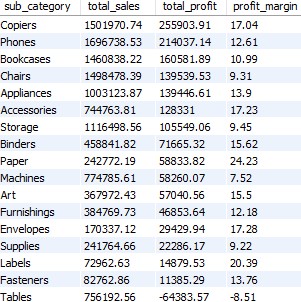 sub_category total_sales total_profit profit_margin
Copiers 1501970.74 255903.91 17.04
Phones 1696738.53 214037.14 12.61
Bookcases 1460838.22 160581.89 10.99
Chairs 1498478.39 139539.53 9.31
Appliances 1003123.87 139446.61 13.9
Accessories 744763.81 128331 17.23
Storage 1116498.56 105549.06 9.45
Binders 458841.82 71665.32 15.62
Paper 242772.19 58833.82 24.23
Machines 774785.61 58260.07 7.52
Art 367972.43 57040.56 15.5
Furnishings 384769.73 46853.64 12.18
Envelopes 170337.12 29429.94 17.28
Supplies 241764.66 22286.17 9.22
Labels 72962.63 14879.53 20.39
Fasteners 82762.86 11385.29 13.76
Tables 756192.56 -64383.57 -8.51